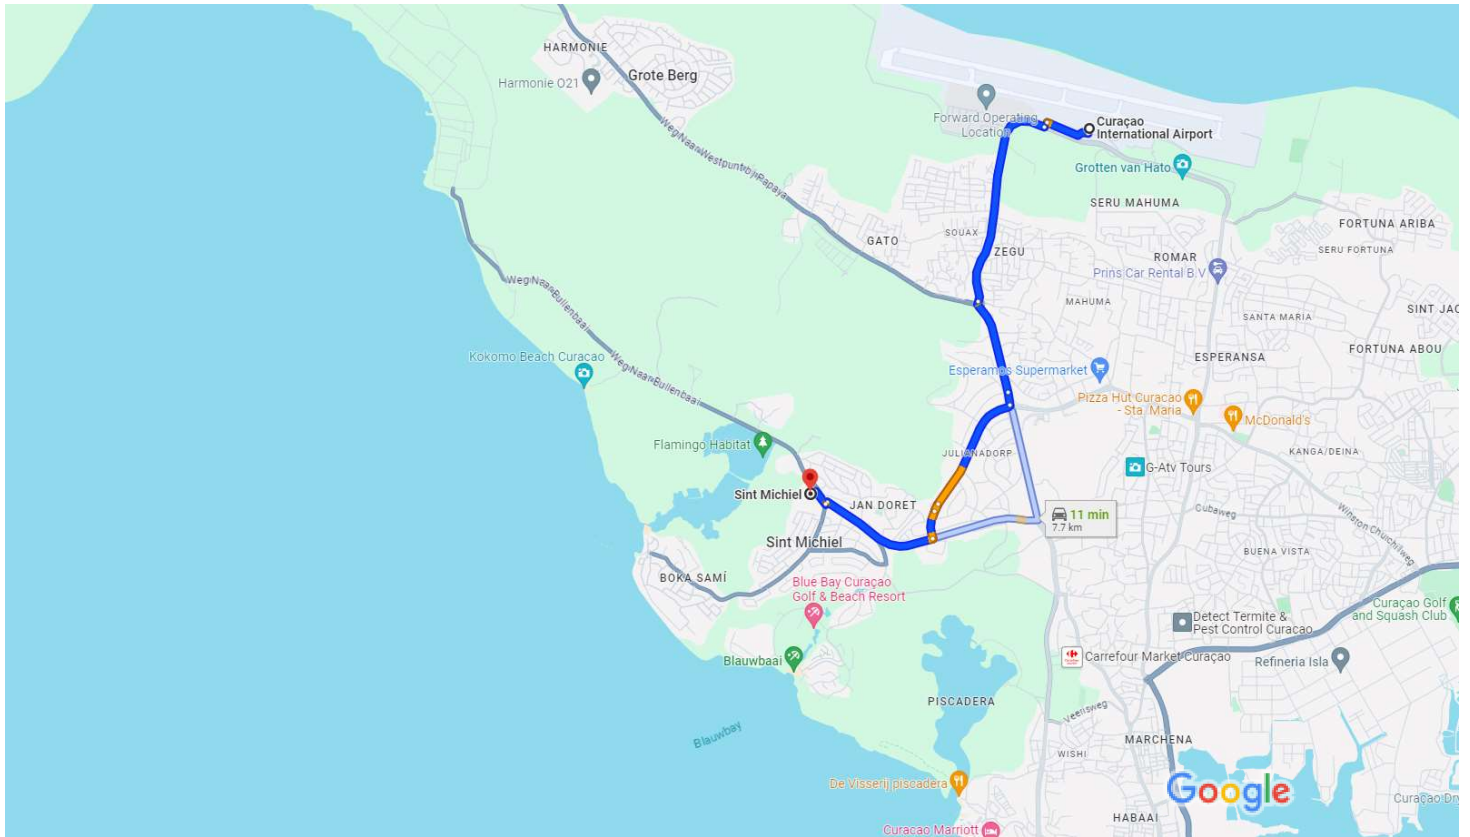 HARMONIE
Grote Berg
Harmonie O21
Forward Operating
Location
Curaçao
International Airport
Weg Naar Westpunt bij Papaya
Grotten van Hato
SERU MAHUMA
FORTUNA ARIBA
GATO
SOUAX
ZEGU
ROMAR
SERU FORTUNA
Prins Car Rental B.V
Weg Naar Bullenbaai
MAHUMA
SANTA MARIA
SINT JAC
Kokomo Beach Curacao
Weg Naar Bullenbaai
Esperamos Supermarket
ESPERANSA
FORTUNA ABOU
Pizza Hut Curacao
- Sta. Maria
McDonald's
Flamingo Habitat
JULIANADORP
KANGA/DEINA
G-Atv Tours
Sint Michiel
JAN DORET
11 min
7.7 km
Cubaweg
Winston Churchillweg
Sint Michiel
BUENA VISTA
BOKA SAMÍ
Blue Bay Curaçao
Golf & Beach Resort
Curaçao Golf
and Squash Club
Detect Termite &
Pest Control Curacao
Blauwbaai
Carrefour Market Curaçao
Refineria Isla
PISCADERA
Veerisweg
Blauwbay
MARCHENA
WISHI
De Visserij piscadera
Google
Curaçao Dry
HABAAI
Curacao Marriott